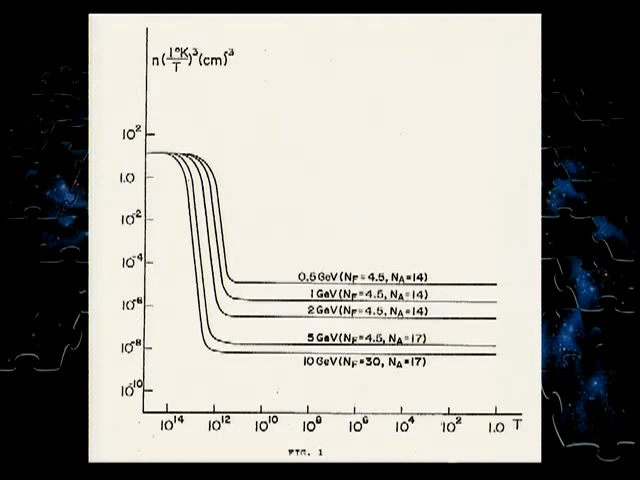 n(1°K/T)³(cm)⁻³
10²
1.0
10⁻²
10⁻⁴
10⁻⁶
10⁻⁸
10⁻¹⁰
0.5 GeV (N_F=4.5, N_A=14)
1 GeV (N_F=4.5, N_A=14)
2 GeV (N_F=4.5, N_A=14)
5 GeV (N_F=4.5, N_A=17)
10 GeV (N_F=30, N_A=17)
10¹⁴ 10¹² 10¹⁰ 10⁸ 10⁶ 10⁴ 10² 1.0 T
FIG. 1